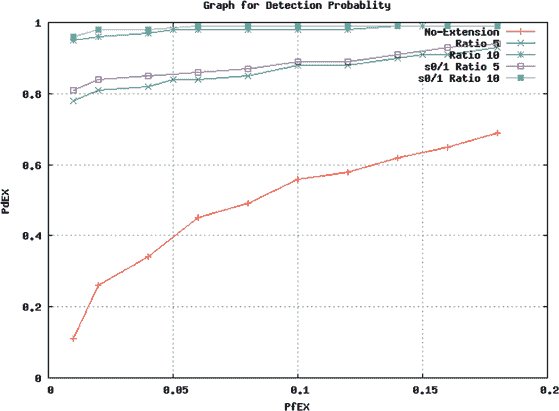 Graph for Detection Probablity
1
0.8
0.6
0.4
0.2
0
PdEX
No-Extension
Ratio 5
Ratio 10
s0/1 Ratio 5
s0/1 Ratio 10
0
0.05
0.1
0.15
0.2
PfEX